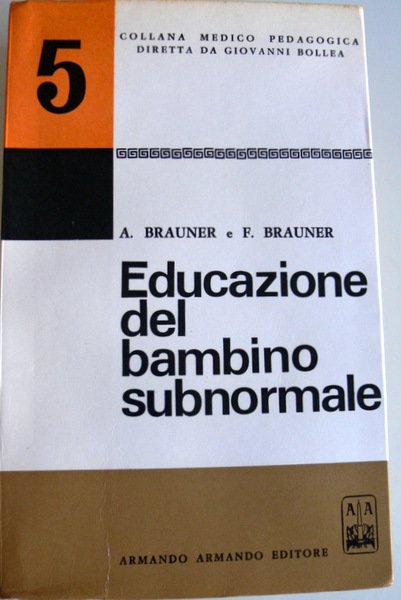 5
COLLANA MEDICO PEDAGOGICA
DIRETTA DA GIOVANNI BOLLEA
A. BRAUNER e F. BRAUNER
Educazione
del
bambino
subnormale
A A
ARMANDO ARMANDO EDITORE